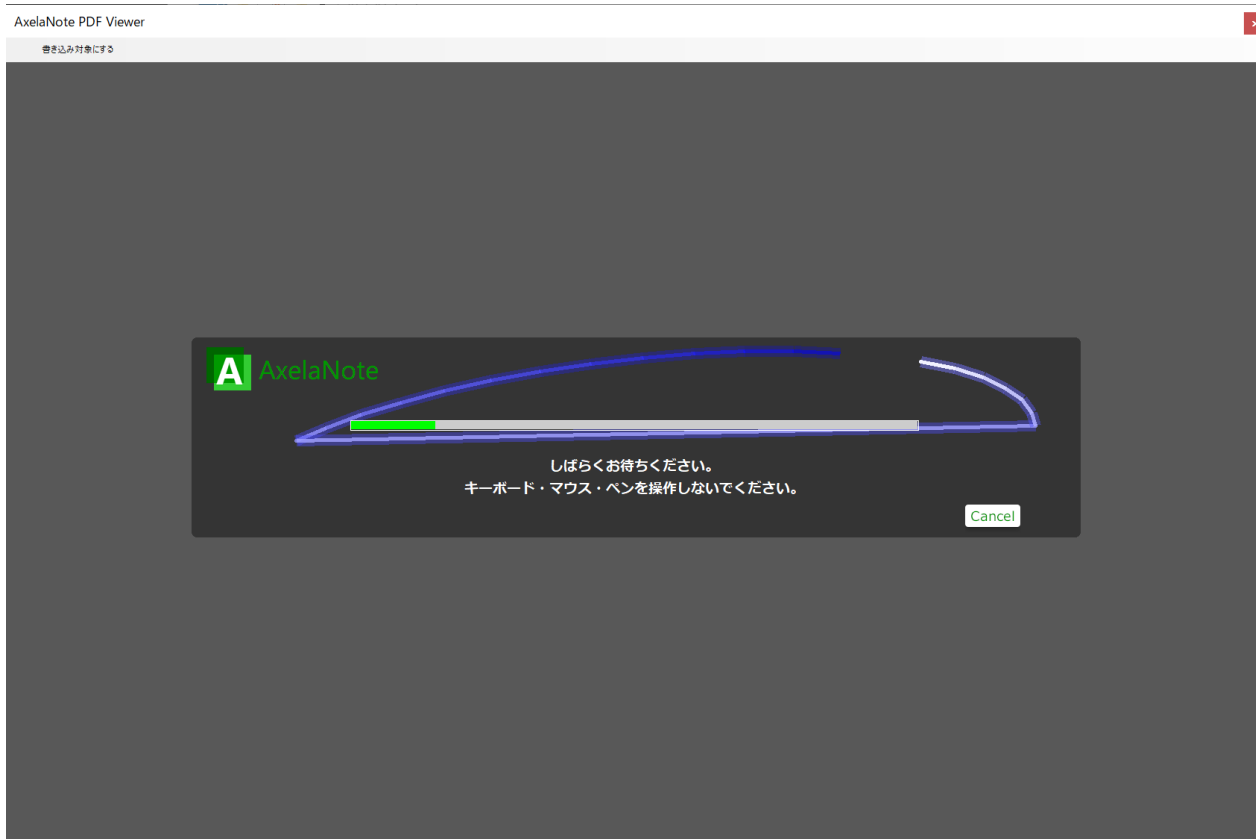 AxelaNote PDF Viewer
×
書き込み対象にする
A AxelaNote
しばらくお待ちください。
キーボード・マウス・ペンを操作しないでください。
Cancel